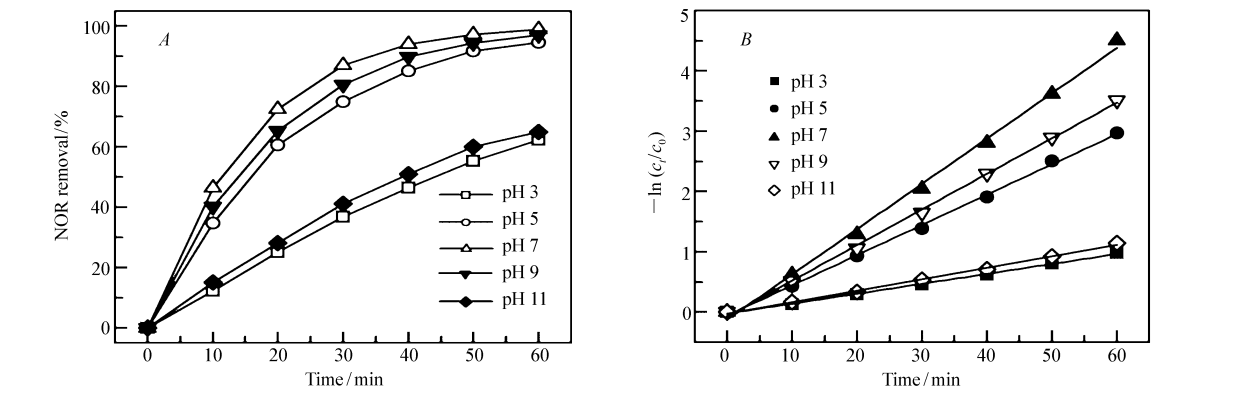 A
NOR removal/%
100
80
60
40
20
0
pH 3
pH 5
pH 7
pH 9
pH 11
0 10 20 30 40 50 60
Time/min
B
−ln (ct/c0)
5
4
3
2
1
0
pH 3
pH 5
pH 7
pH 9
pH 11
0 10 20 30 40 50 60
Time/min